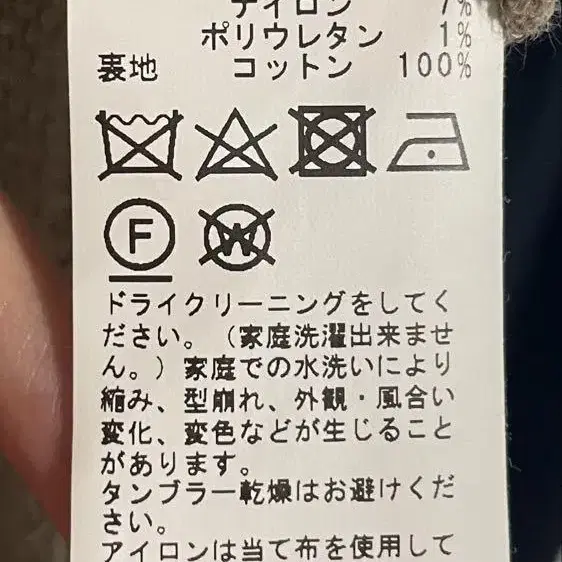 ナイロン 7%
ポリウレタン 1%
裏地 コットン 100%
F
W
ドライクリーニングをしてく
ださい。（家庭洗濯出来ませ
ん。）家庭での水洗いにより
縮み、型崩れ、外観・風合い
変化、変色などが生じること
があります。
タンブラー乾燥はお避けくだ
さい。
アイロンは当て布を使用して